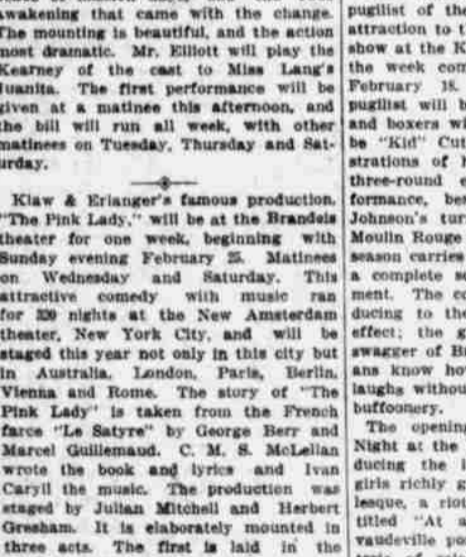 awakening that came with the change.
The mounting is beautiful, and the action
most dramatic. Mr. Elliott will play the
Kearney of the cast to Miss Lang's
Juanita. The first performance will be
given at a matinee this afternoon, and
the bill will run all week, with other
matinees on Tuesday, Thursday and Sat-
urday.
Klaw & Erlanger's famous production,
"The Pink Lady," will be at the Brandeis
theater for one week, beginning with
Sunday evening February 25. Matinees
on Wednesday and Saturday. This
attractive comedy with music ran
for 320 nights at the New Amsterdam
theater, New York City, and will be
staged this year not only in this city but
in Australia, London, Paris, Berlin,
Vienna and Rome. The story of "The
Pink Lady" is taken from the French
farce "Le Satyre" by George Berr and
Marcel Guillemaud. C. M. S. McLellan
wrote the book and lyrics and Ivan
Caryll the music. The production was
staged by Julian Mitchell and Herbert
Gresham. It is elaborately mounted in
three acts. The first is laid in the
pugilist of the
attraction to t
show at the K
the week com
February 18.
pugilist will b
and boxers wi
be "Kid" Cut
strations of
three-round e
formance, bes
Johnson's tur
Moulin Rouge
season carries
a complete se
ment. The co
ducing to the
effect; the g
swagger of B
ans know how
laughs withou
buffoonery.
The opening
Night at the
ducing the
girls richly g
lesque, a riot
titled "At a
vaudeville po